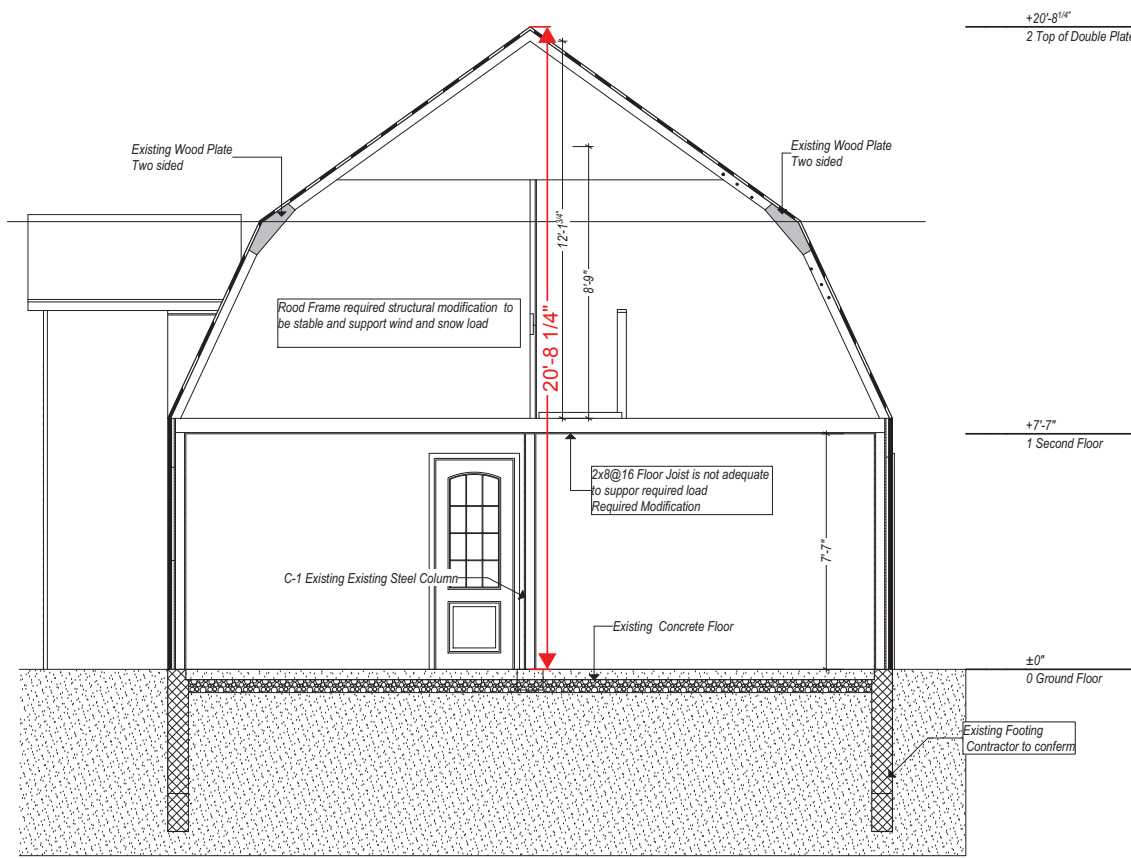 +20'-8 1/4"
2 Top of Double Plate
Existing Wood Plate
Two sided
Existing Wood Plate
Two sided
12'-1 3/4"
8'-9"
20'-8 1/4"
Rood Frame required structural modification to
be stable and support wind and snow load
+7'-7"
1 Second Floor
2x8@16 Floor Joist is not adequate
to suppor required load
Required Modification
7'-7"
C-1 Existing Existing Steel Column
Existing Concrete Floor
±0"
0 Ground Floor
Existing Footing
Contractor to conferm